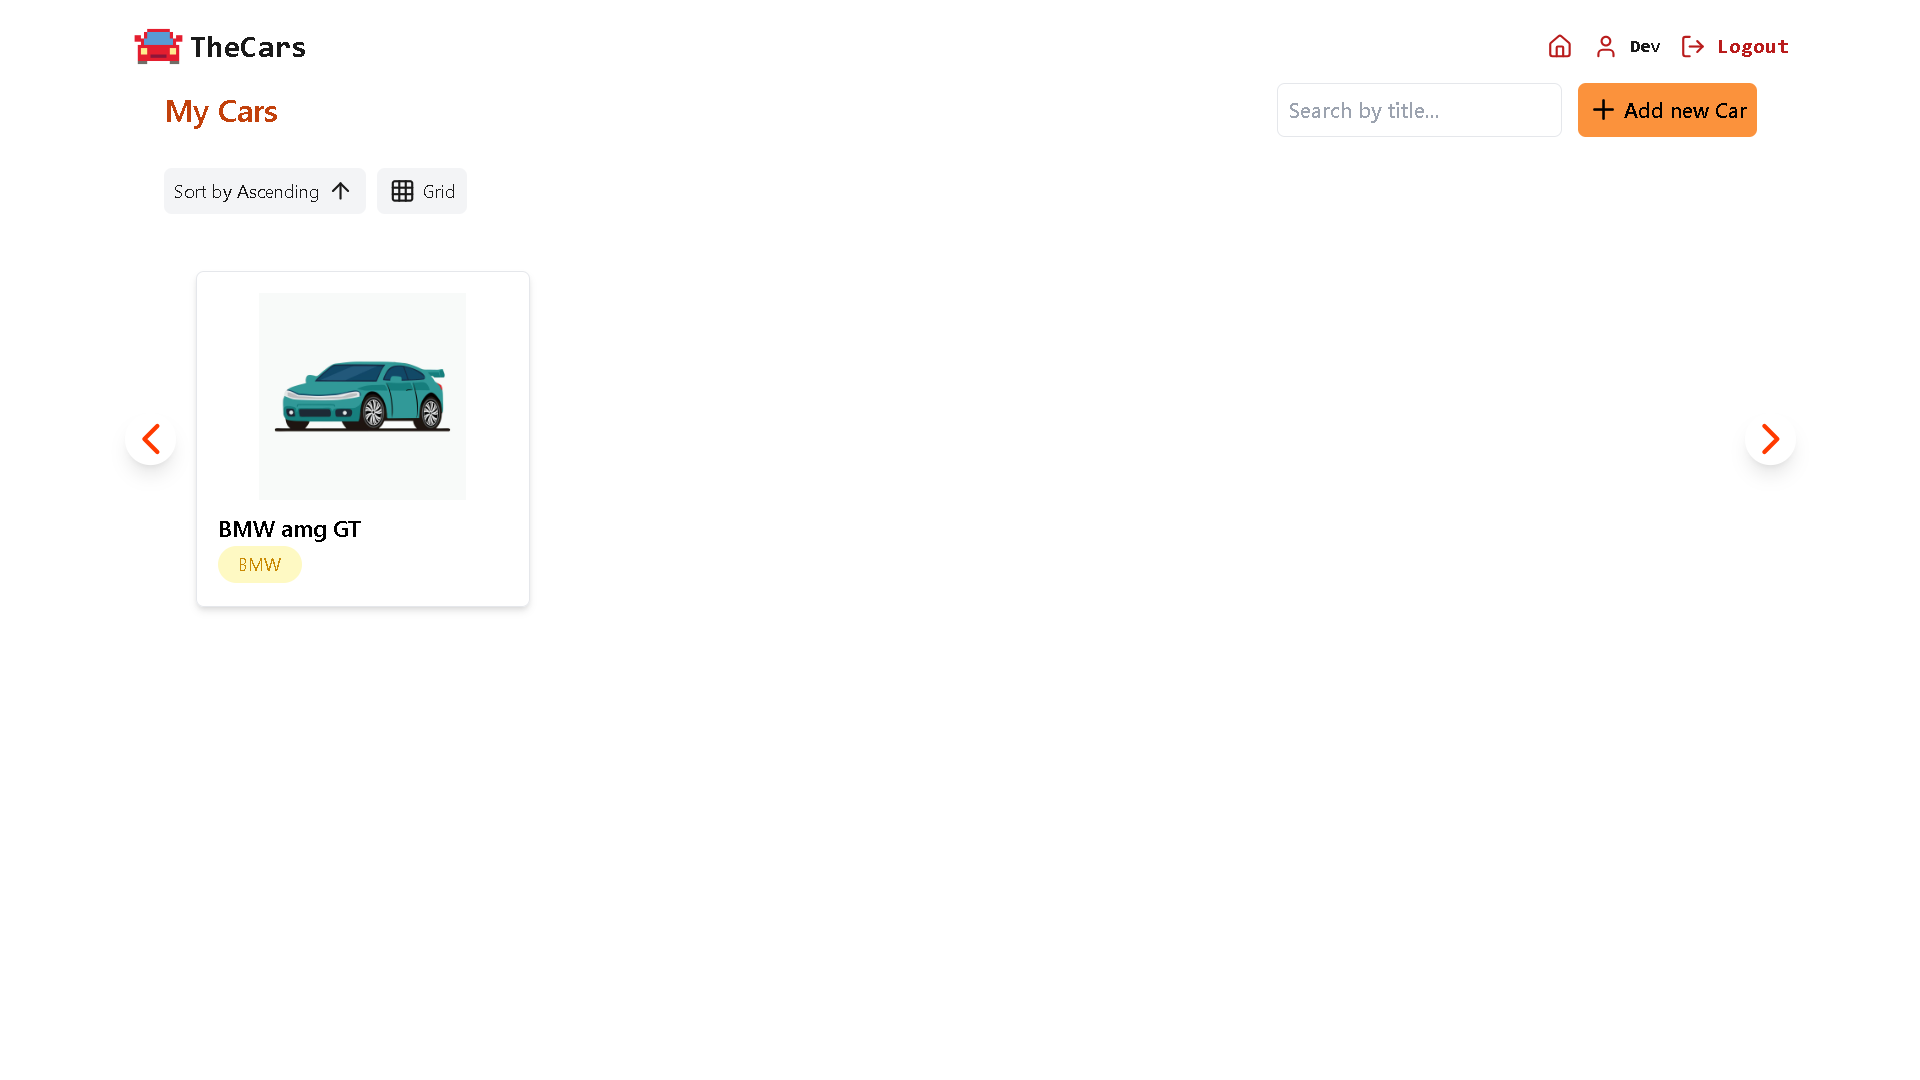 TheCars
Dev
Logout
My Cars
Search by title...
Add new Car
Sort by Ascending
Grid
BMW amg GT
BMW